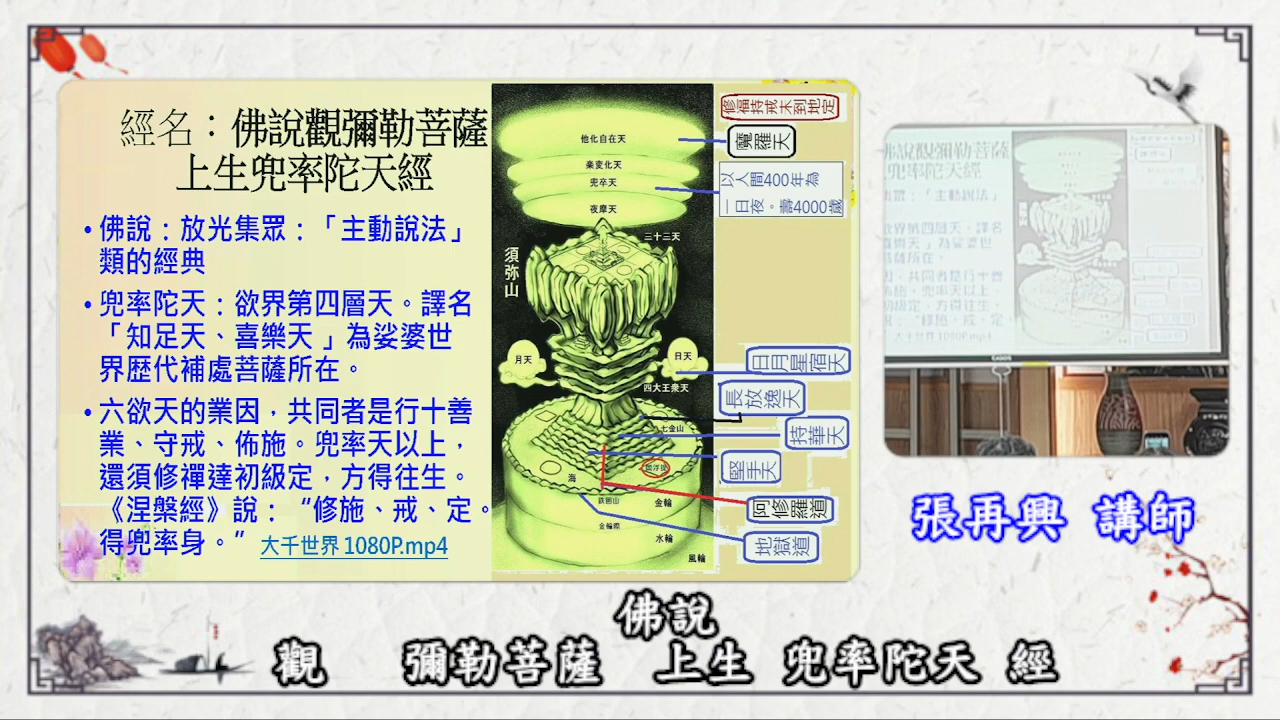 經名：佛說觀彌勒菩薩
上生兜率陀天經
•佛說：放光集眾：「主動說法」
類的經典
•兜率陀天：欲界第四層天。譯名
「知足天、喜樂天 」為娑婆世
界歷代補處菩薩所在。
•六欲天的業因，共同者是行十善
業、守戒、佈施。兜率天以上，
還須修禪達初級定，方得往生。
《涅槃經》說：“修施、戒、定。
得兜率身。” 大千世界 1080P.mp4
他化自在天
楽変化天
兜卒天
夜摩天
三十三天
須弥山
月天
日天
四大王衆天
七金山
海
閻浮提
鉄囲山
金輪
金輪際
水輪
風輪
修福持戒未到地定
魔羅天
以人間400年為
一日夜。壽4000歲
日月星宿天
長放逸天
持華天
堅手天
阿修羅道
地獄道
張再興 講師
佛說
觀 彌勒菩薩 上生 兜率陀天 經